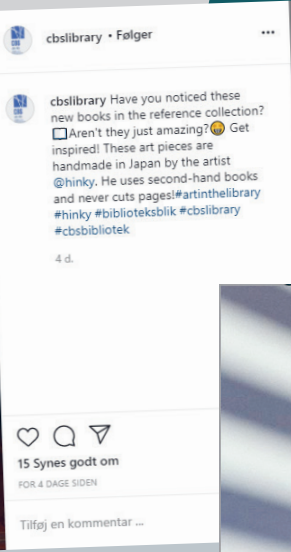 cbslibrary • Følger
cbslibrary Have you noticed these
new books in the reference collection?
📖Aren't they just amazing?😀 Get
inspired! These art pieces are
handmade in Japan by the artist
@hinky. He uses second-hand books
and never cuts pages!#artinthelibrary
#hinky #biblioteksblik #cbslibrary
#cbsbibliotek
4 d.
15 Synes godt om
FOR 4 DAGE SIDEN
Tilføj en kommentar ...